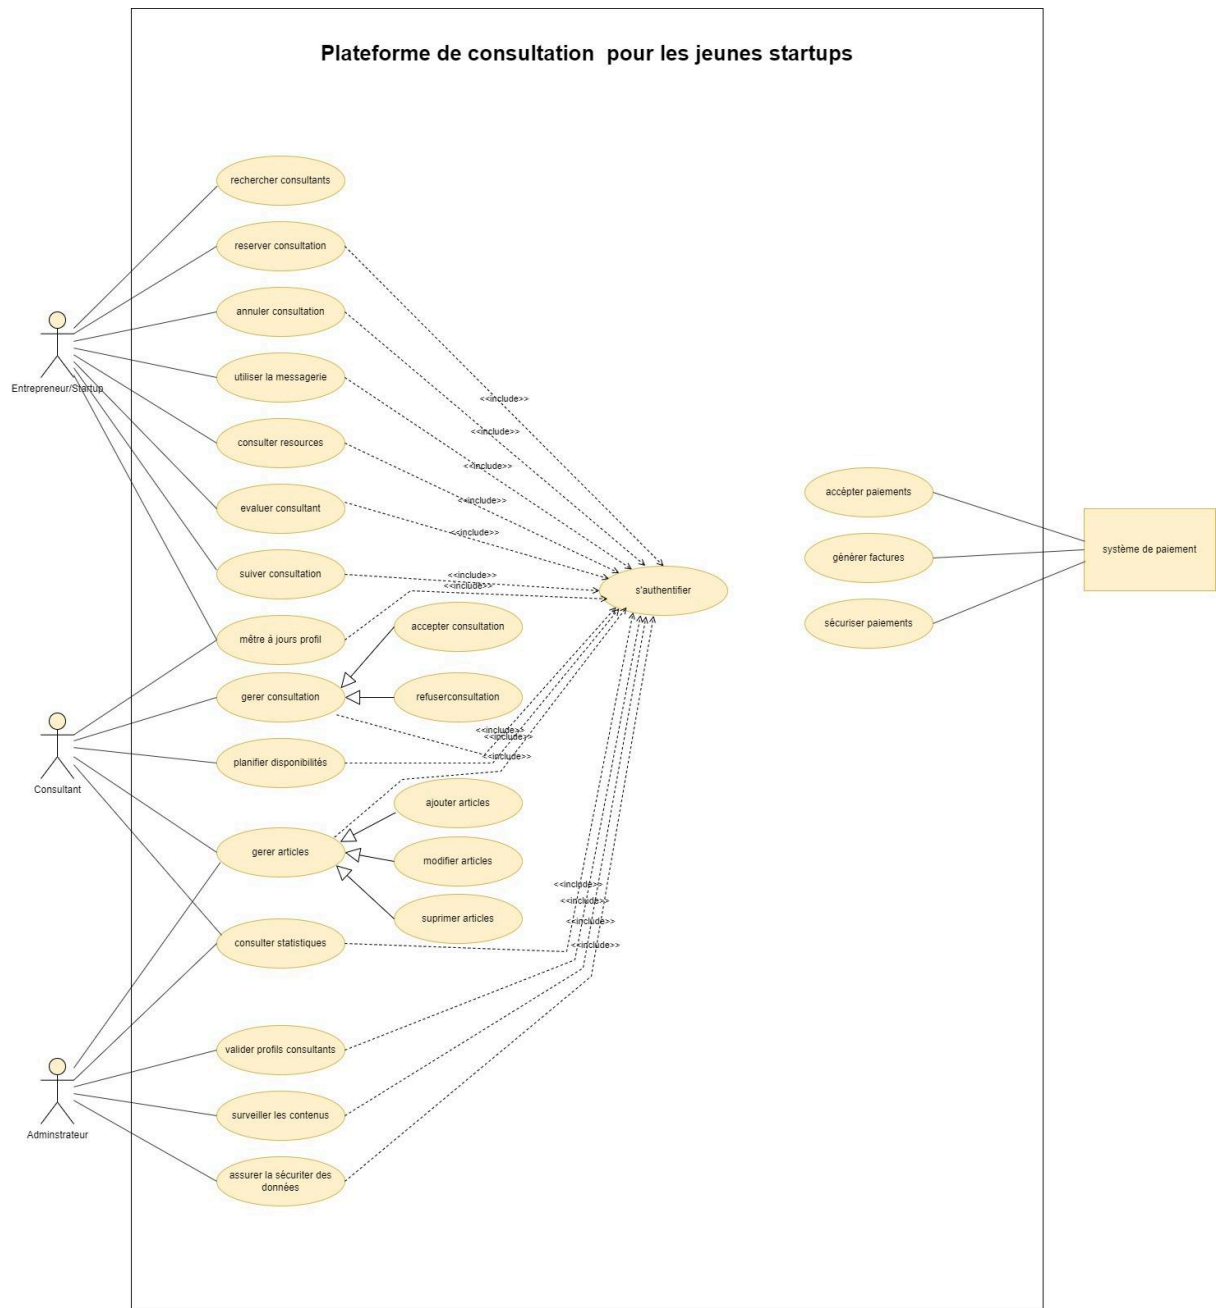 Plateforme de consultation pour les jeunes startups
rechercher consultants
reserver consultation
annuler consultation
utiliser la messagerie
Entrepreneur/Startup
<<include>>
<<include>>
consulter resources
<<include>>
accépter paiements
<<include>>
evaluer consultant
<<include>>
système de paiement
générer factures
suiver consultation
<<include>>
<<include>>
s'authentifier
accepter consultation
sécuriser paiements
mêtre à jours profil
gerer consultation
refuserconsultation
<<include>>
<<include>>
<<include>>
planifier disponibilités
Consultant
ajouter articles
gerer articles
modifier articles
<<include>>
<<include>>
suprimer articles
<<include>>
consulter statistiques
<<include>>
valider profils consultants
surveiller les contenus
Adminstrateur
assurer la sécuriter des
données